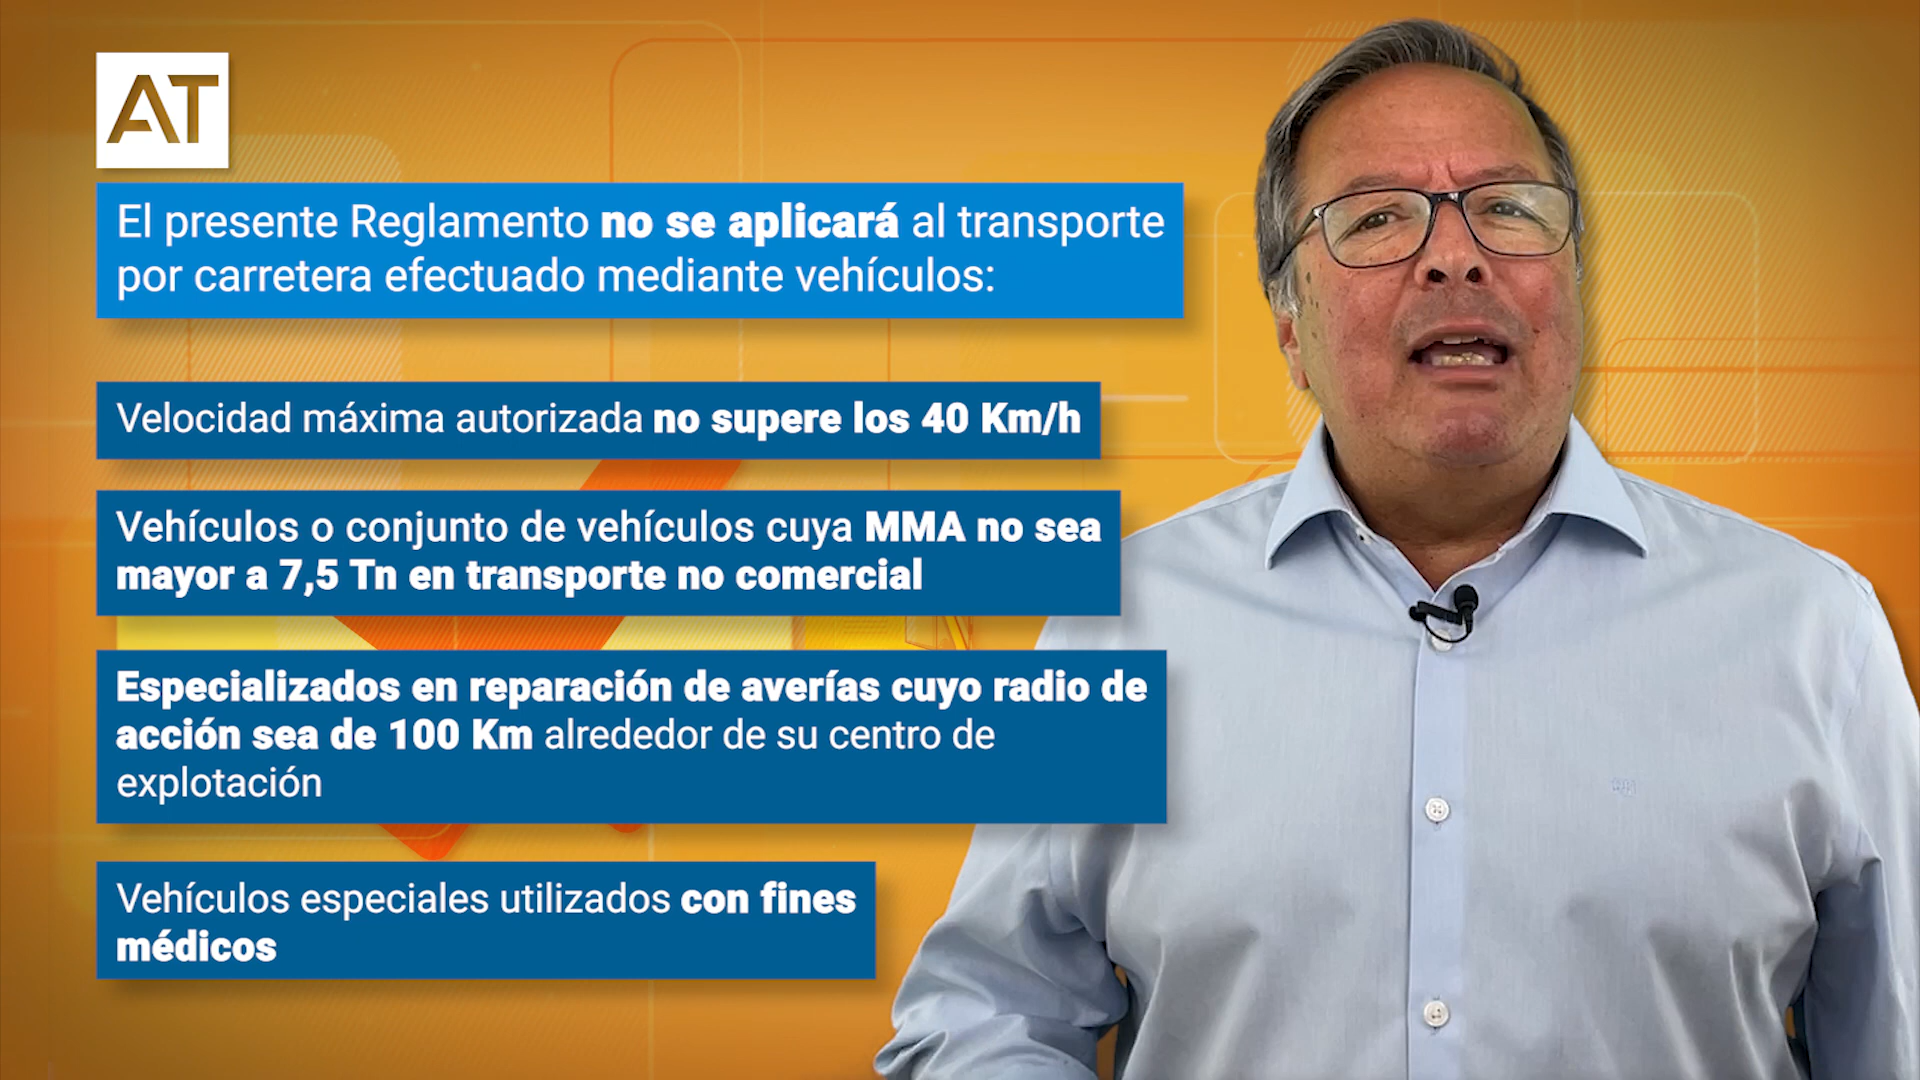 AT
El presente Reglamento no se aplicará al transporte
por carretera efectuado mediante vehículos:
Velocidad máxima autorizada no supere los 40 Km/h
Vehículos o conjunto de vehículos cuya MMA no sea
mayor a 7,5 Tn en transporte no comercial
Especializados en reparación de averías cuyo radio de
acción sea de 100 Km alrededor de su centro de
explotación
Vehículos especiales utilizados con fines
médicos